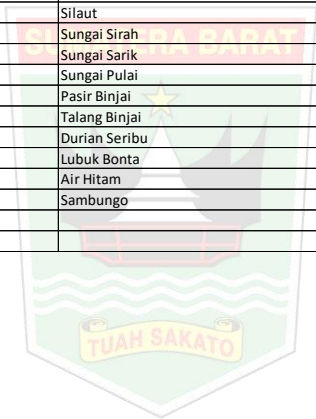 Silaut
SUMATERA BARAT
Sungai Sirah
Sungai Sarik
Sungai Pulai
Pasir Binjai
Talang Binjai
Durian Seribu
Lubuk Bonta
Air Hitam
Sambungo
TUAH SAKATO